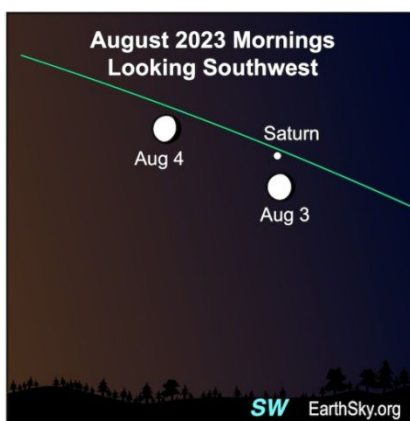 August 2023 Mornings
Looking Southwest
Saturn
Aug 4
Aug 3
SW EarthSky.org